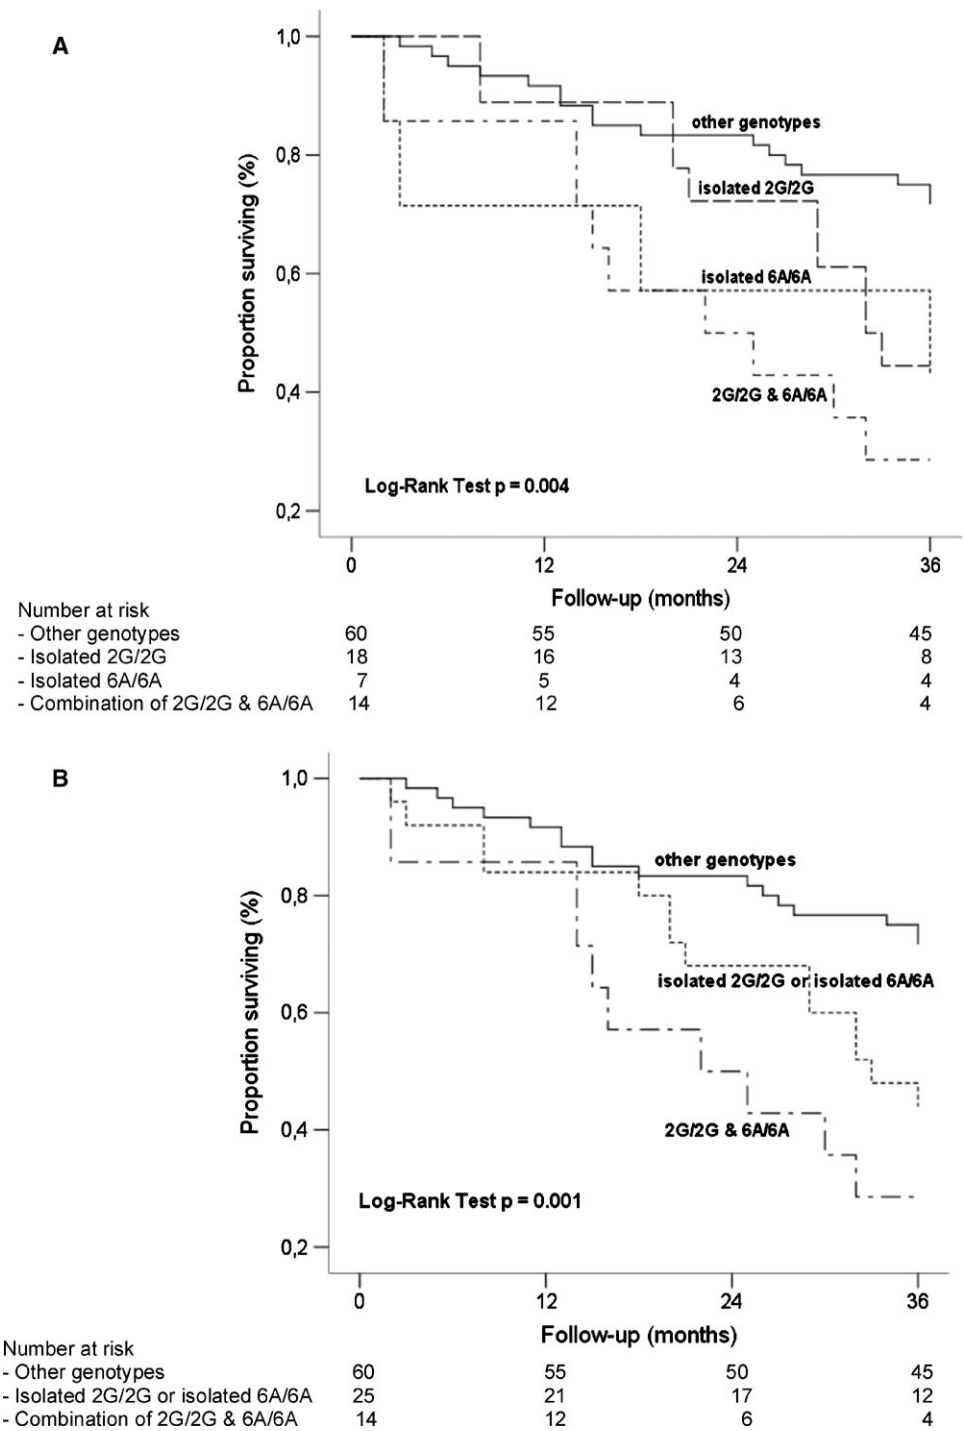 A
1,0
other genotypes
0,8
isolated 2G/2G
Proportion surviving (%)
0,6
isolated 6A/6A
0,4
2G/2G & 6A/6A
Log-Rank Test p = 0.004
0,2
0 12 24 36
Follow-up (months)
Number at risk
- Other genotypes 60 55 50 45
- Isolated 2G/2G 18 16 13 8
- Isolated 6A/6A 7 5 4 4
- Combination of 2G/2G & 6A/6A 14 12 6 4
B
1,0
other genotypes
0,8
isolated 2G/2G or isolated 6A/6A
Proportion surviving (%)
0,6
0,4
2G/2G & 6A/6A
Log-Rank Test p = 0.001
0,2
0 12 24 36
Follow-up (months)
Number at risk
- Other genotypes 60 55 50 45
- Isolated 2G/2G or isolated 6A/6A 25 21 17 12
- Combination of 2G/2G & 6A/6A 14 12 6 4